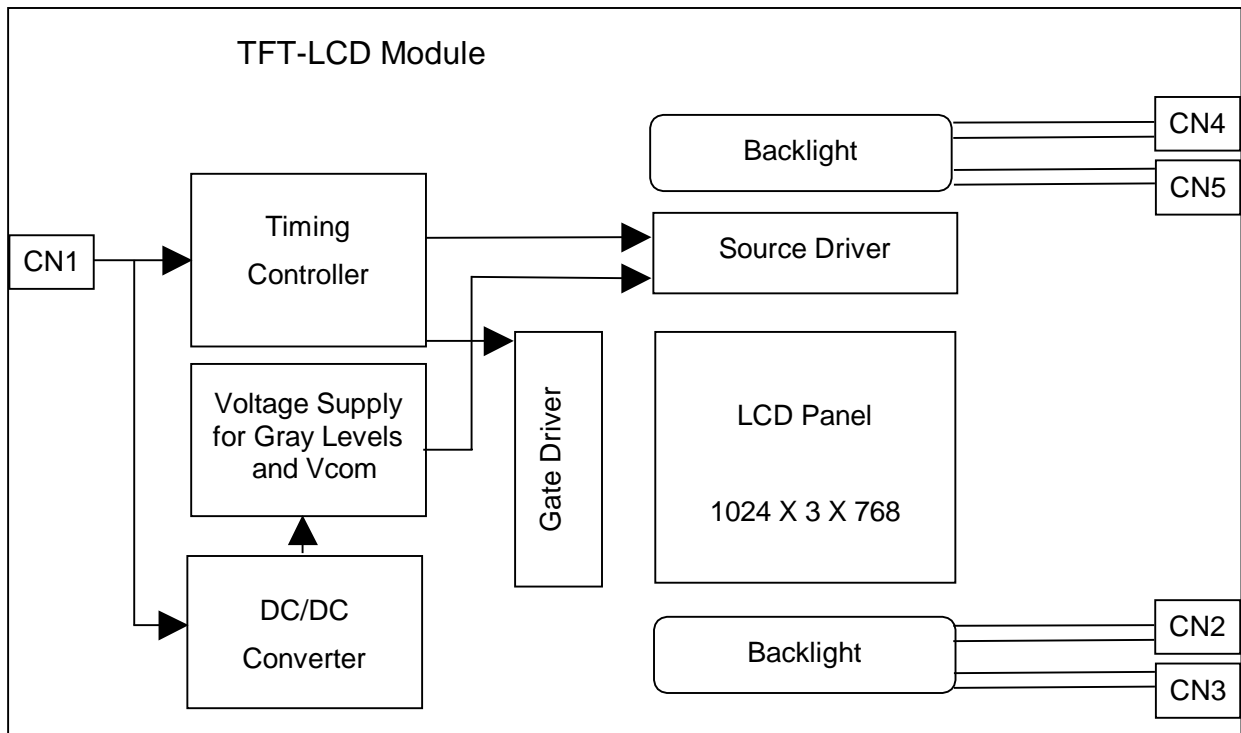 TFT-LCD Module
Backlight
CN4
CN5
Timing
Controller
CN1
Source Driver
Voltage Supply
for Gray Levels
and Vcom
Gate Driver
LCD Panel
1024 X 3 X 768
DC/DC
Converter
Backlight
CN2
CN3